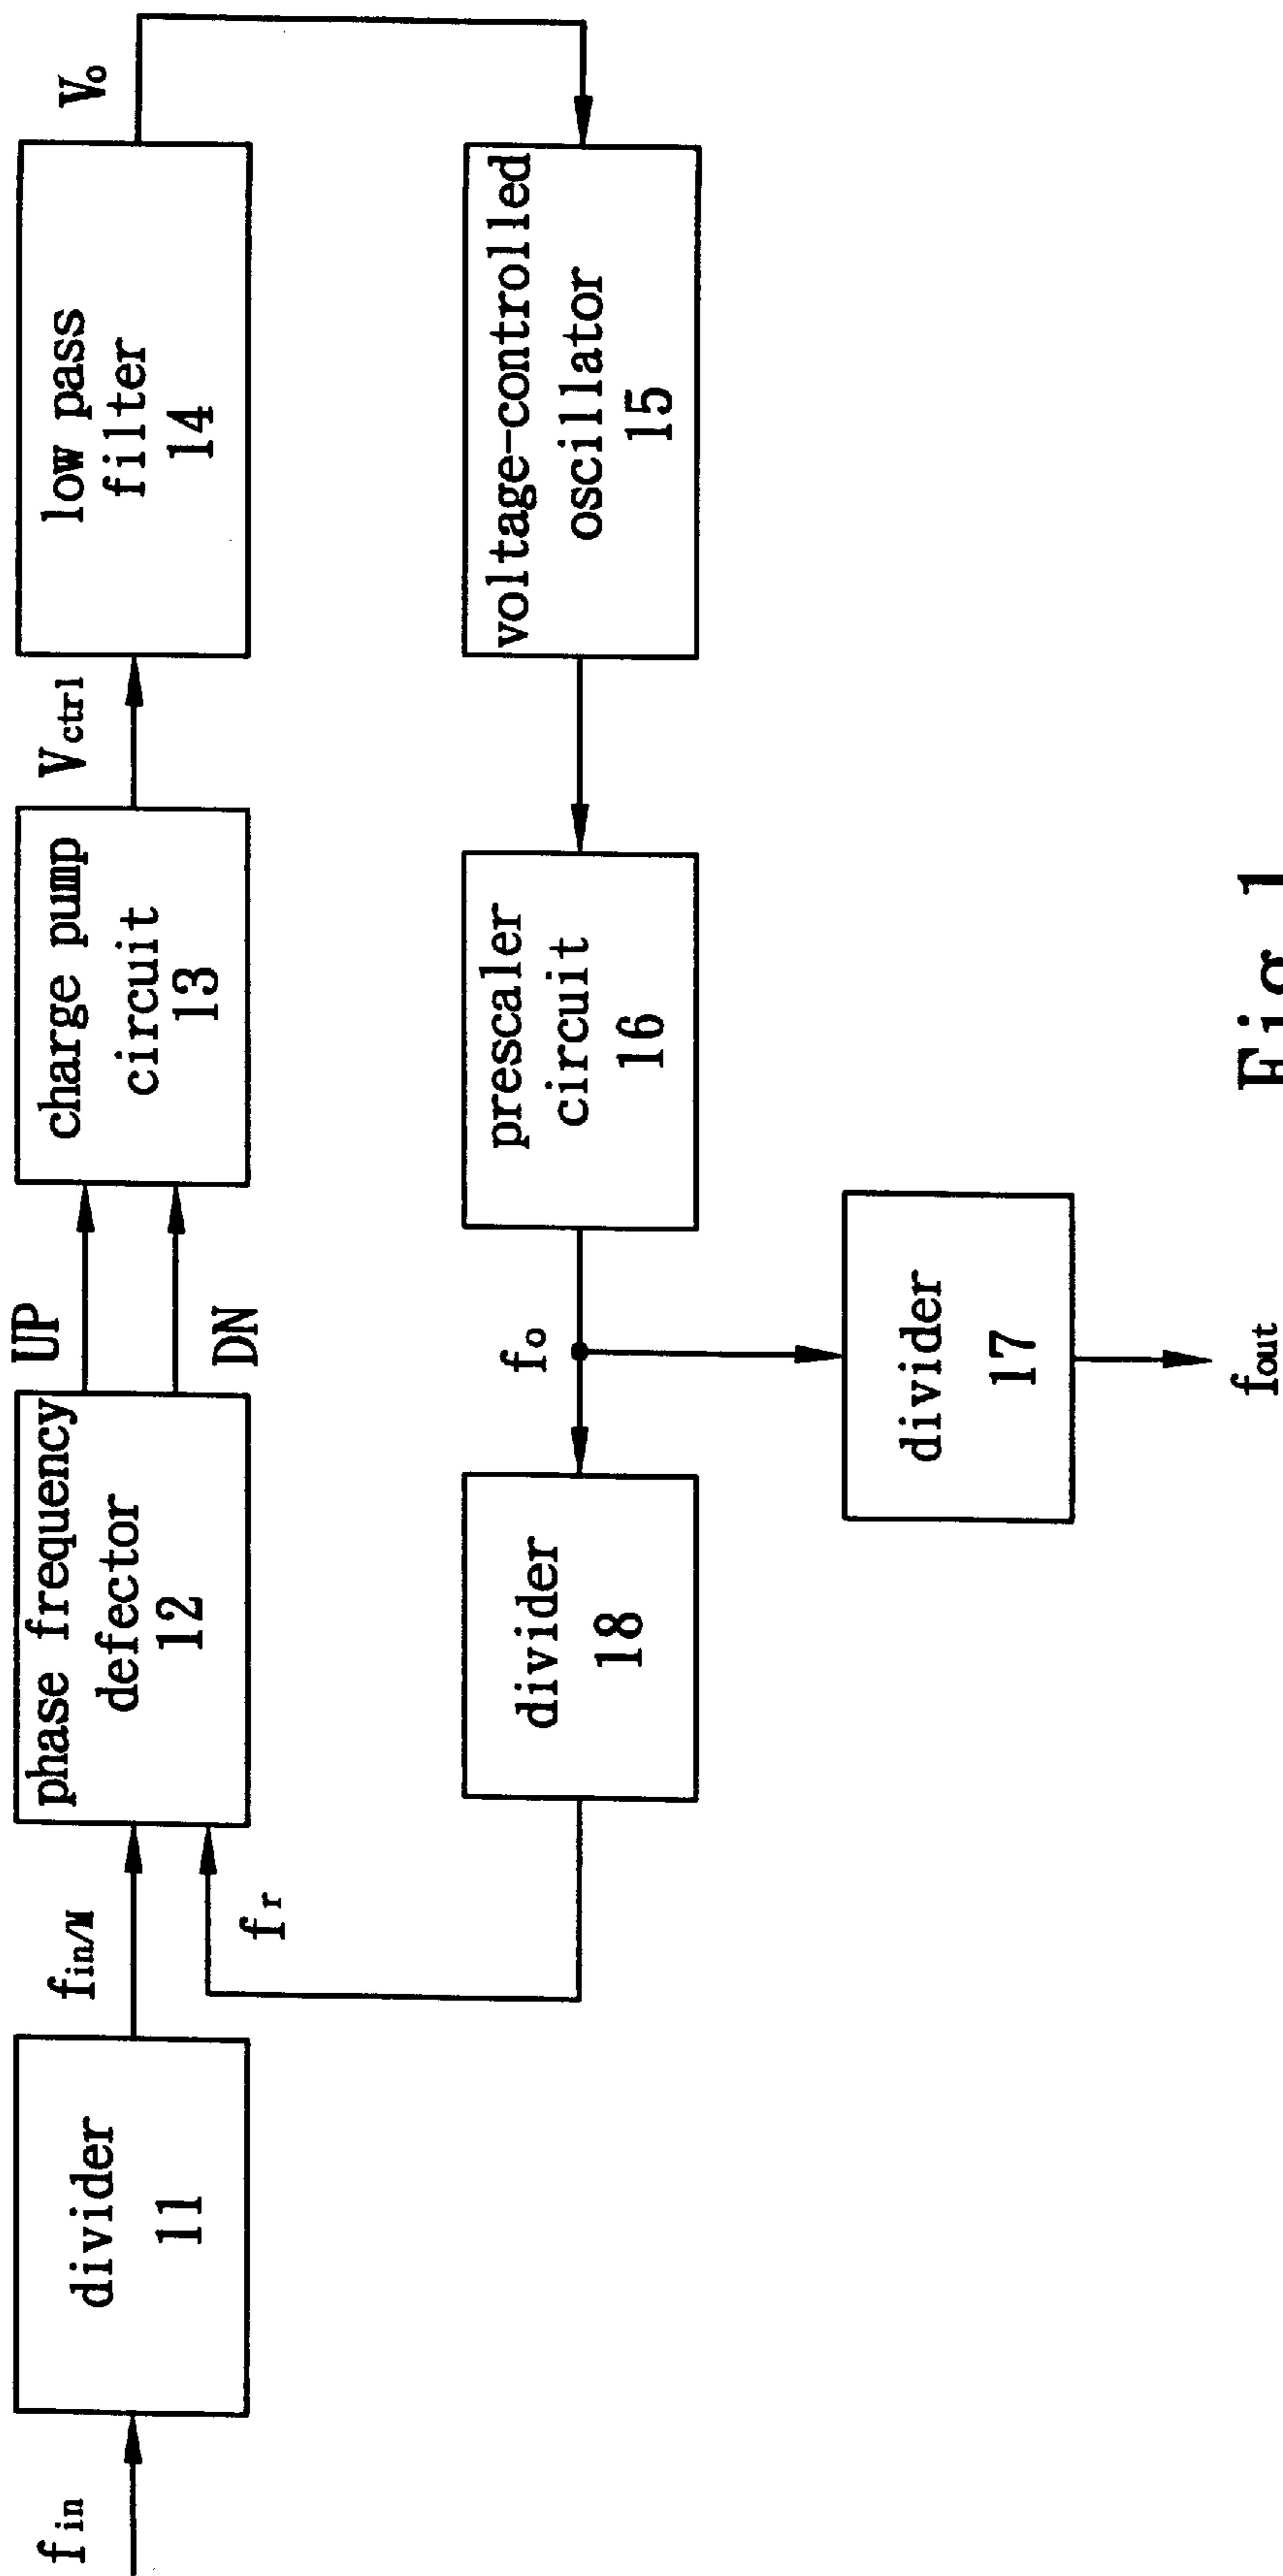 fin
divider
11
fin/M
phase frequency
defector
12
UP
DN
charge pump
circuit
13
Vctrl
low pass
filter
14
Vo
fr
divider
18
fo
prescaler
circuit
16
voltage-controlled
oscillator
15
divider
17
fout
Fig. 1